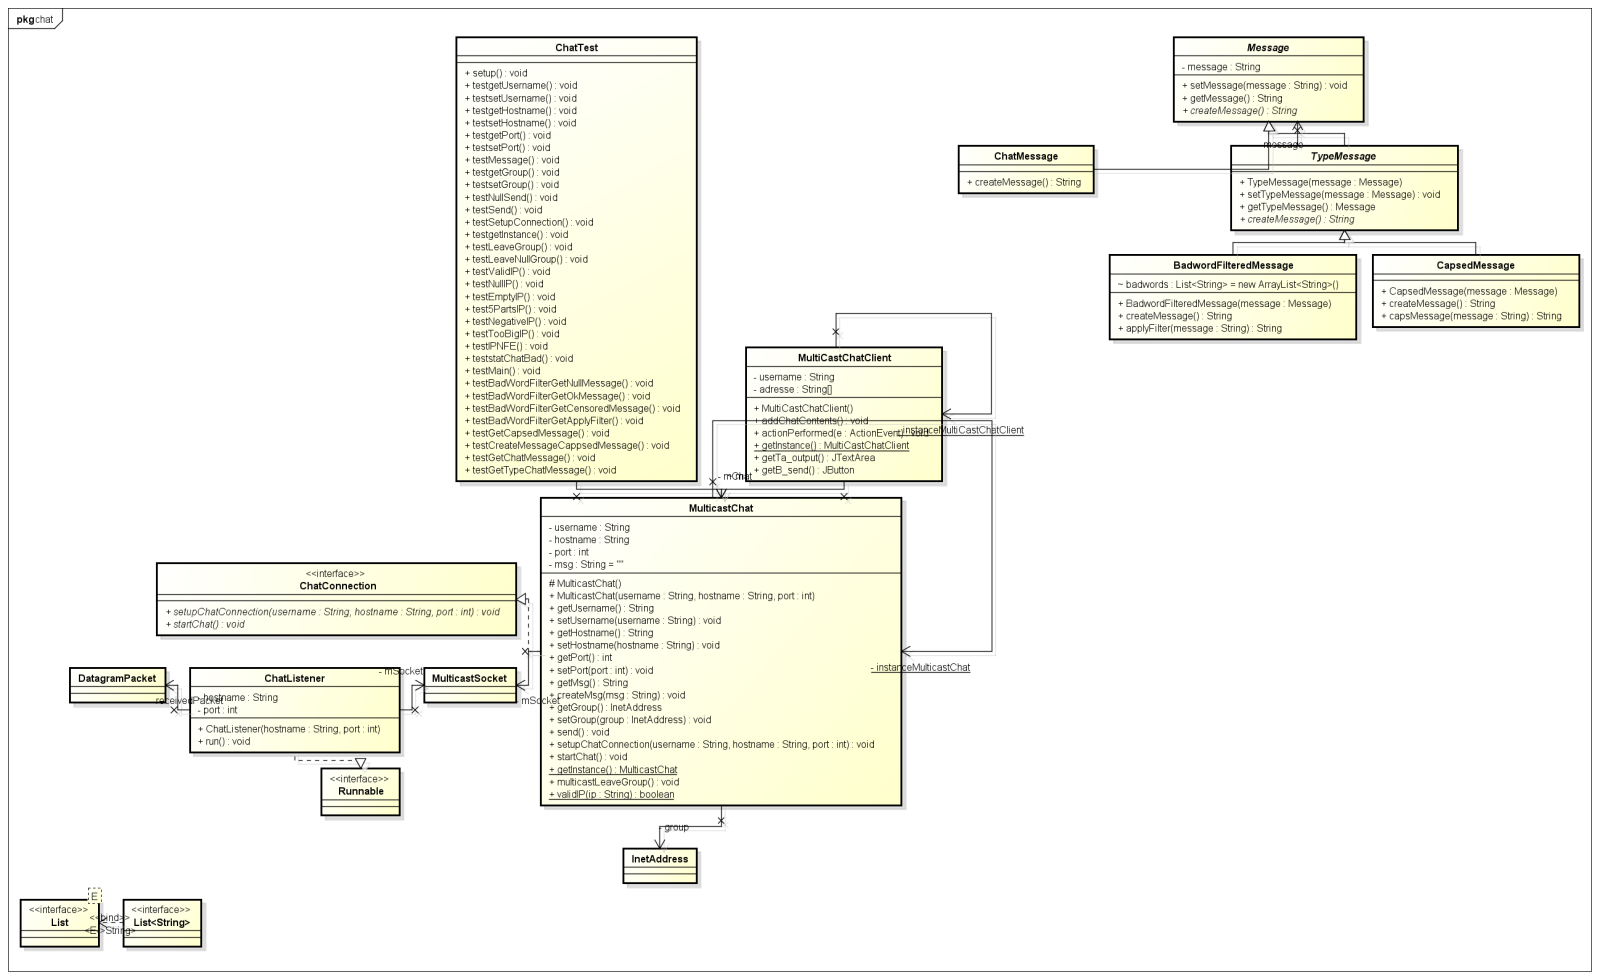 pkg chat
ChatTest
+ setup() : void
+ testgetUsername() : void
+ testsetUsername() : void
+ testgetHostname() : void
+ testsetHostname() : void
+ testgetPort() : void
+ testsetPort() : void
+ testMessage() : void
+ testgetGroup() : void
+ testsetGroup() : void
+ testNullSend() : void
+ testSend() : void
+ testSetupConnection() : void
+ testgetInstance() : void
+ testLeaveGroup() : void
+ testLeaveNullGroup() : void
+ testValidIP() : void
+ testNullIP() : void
+ testEmptyIP() : void
+ test5PartsIP() : void
+ testNegativeIP() : void
+ testTooBigIP() : void
+ testIPNFE() : void
+ teststatChatBad() : void
+ testMain() : void
+ testBadWordFilterGetNullMessage() : void
+ testBadWordFilterGetOkMessage() : void
+ testBadWordFilterGetCensoredMessage() : void
+ testBadWordFilterGetApplyFilter() : void
+ testGetCapsedMessage() : void
+ testCreateMessageCappsedMessage() : void
+ testGetChatMessage() : void
+ testGetTypeChatMessage() : void
Message
- message : String
+ setMessage(message : String) : void
+ getMessage() : String
+ createMessage() : String
message
ChatMessage
+ createMessage() : String
TypeMessage
+ TypeMessage(message : Message)
+ setTypeMessage(message : Message) : void
+ getTypeMessage() : Message
+ createMessage() : String
BadwordFilteredMessage
~ badwords : List<String> = new ArrayList<String>()
+ BadwordFilteredMessage(message : Message)
+ createMessage() : String
+ applyFilter(message : String) : String
CapsedMessage
+ CapsedMessage(message : Message)
+ createMessage() : String
+ capsMessage(message : String) : String
MultiCastChatClient
- username : String
- adresse : String[]
+ MultiCastChatClient()
+ addChatContents() : void
+ actionPerformed(e : ActionEvent) : void
- instanceMultiCastChatClient
+ getInstance() : MultiCastChatClient
+ getTa_output() : JTextArea
+ getB_send() : JButton
- mChat
MulticastChat
- username : String
- hostname : String
- port : int
- msg : String = ""
# MulticastChat()
+ MulticastChat(username : String, hostname : String, port : int)
+ getUsername() : String
+ setUsername(username : String) : void
+ getHostname() : String
+ setHostname(hostname : String) : void
+ getPort() : int
+ setPort(port : int) : void
+ getMsg() : String
+ createMsg(msg : String) : void
+ getGroup() : InetAddress
+ setGroup(group : InetAddress) : void
+ send() : void
+ setupChatConnection(username : String, hostname : String, port : int) : void
+ startChat() : void
+ getInstance() : MulticastChat
+ multicastLeaveGroup() : void
+ validIP(ip : String) : boolean
- instanceMulticastChat
<<interface>>
ChatConnection
+ setupChatConnection(username : String, hostname : String, port : int) : void
+ startChat() : void
DatagramPacket
receivedPacket
ChatListener
- hostname : String
- port : int
+ ChatListener(hostname : String, port : int)
+ run() : void
- mSocket
MulticastSocket
- mSocket
<<interface>>
Runnable
- group
InetAddress
E
<<interface>>
List
<<bind>>
<E->String>
<<interface>>
List<String>